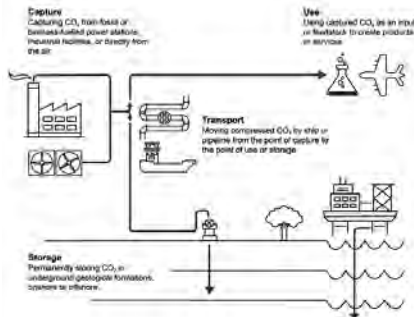 Capture
Capturing CO₂ from fossil or
biomass-fuelled power stations,
industrial facilities, or directly from
the air.
Use
Using captured CO₂ as an input
or feedstock to create products
or services.
Transport
Moving compressed CO₂ by ship or
pipeline from the point of capture to
the point of use or storage.
Storage
Permanently storing CO₂ in
underground geological formations,
onshore or offshore.